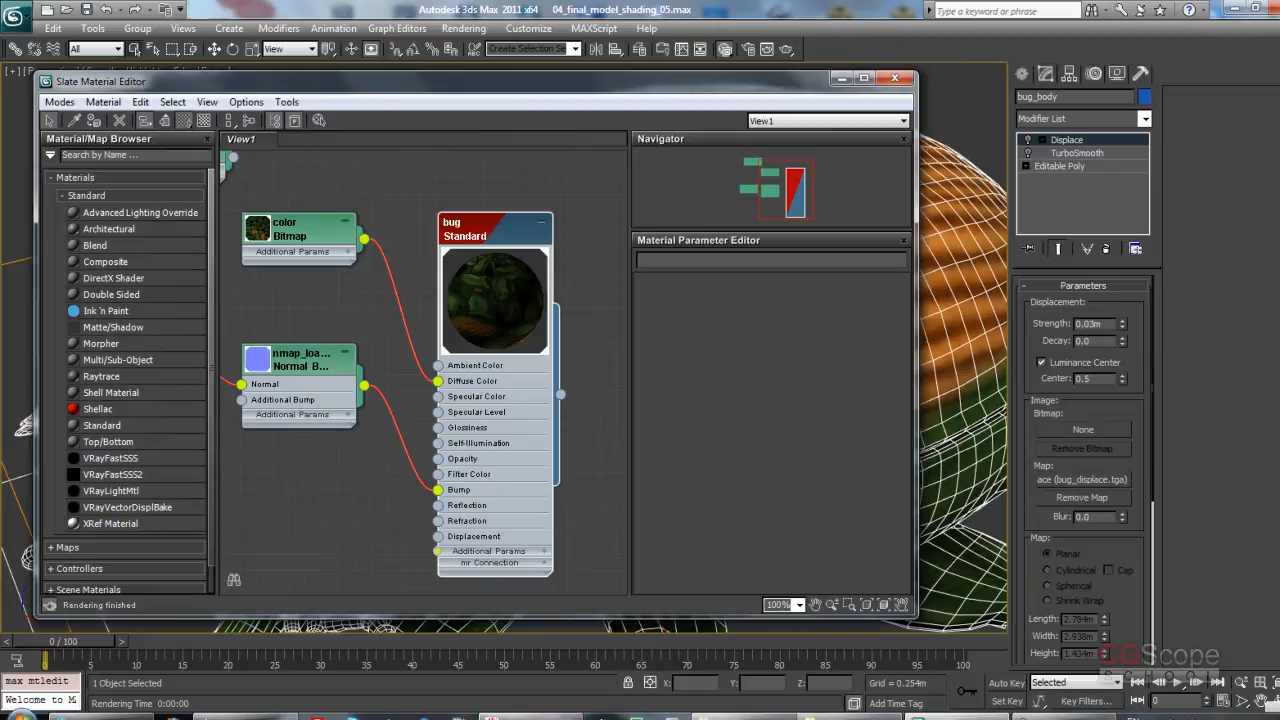 Autodesk 3ds Max 2011 x64    04_final_model_shading_05.max
Type a keyword or phrase
Edit Tools Group Views Create Modifiers Animation Graph Editors Rendering Customize MAXScript Help
All View Create Selection Se
Slate Material Editor
Modes Material Edit Select View Options Tools
View1
Material/Map Browser
Search by Name ...
- Materials
- Standard
Advanced Lighting Override
Architectural
Blend
Composite
DirectX Shader
Double Sided
Ink 'n Paint
Matte/Shadow
Morpher
Multi/Sub-Object
Raytrace
Shell Material
Shellac
Standard
Top/Bottom
VRayFastSSS
VRayFastSSS2
VRayLightMtl
VRayVectorDisplBake
XRef Material
+ Maps
+ Controllers
Scene Materials
Rendering finished
View1
color
Bitmap
Additional Params +
nmap_loa...
Normal B...
Normal
Additional Bump
Additional Params +
bug
Standard
Ambient Color
Diffuse Color
Specular Color
Specular Level
Glossiness
Self-Illumination
Opacity
Filter Color
Bump
Reflection
Refraction
Displacement
Additional Params +
mr Connection +
100%
Navigator
Material Parameter Editor
bug_body
Modifier List
Displace
TurboSmooth
Editable Poly
- Parameters
Displacement:
Strength: 0.03m
Decay: 0.0
Luminance Center
Center: 0.5
Image:
Bitmap:
None
Remove Bitmap
Map:
ace (bug_displace.tga)
Remove Map
Blur: 0.0
Map:
Planar
Cylindrical Cap
Spherical
Shrink Wrap
Length: 2.784m
Width: 2.938m
Height: 1.434m
CGScope
SCHOOL
< 0 / 100 >
0 5 10 15 20 25 30 35 40 45 50 55 60 65 70 75 80 85 90 95 100
max mtledit
Welcome to M
1 Object Selected
Rendering Time 0:00:00
X: Y: Z: Grid = 0.254m
Add Time Tag
Auto Key Selected
Set Key Key Filters...
0